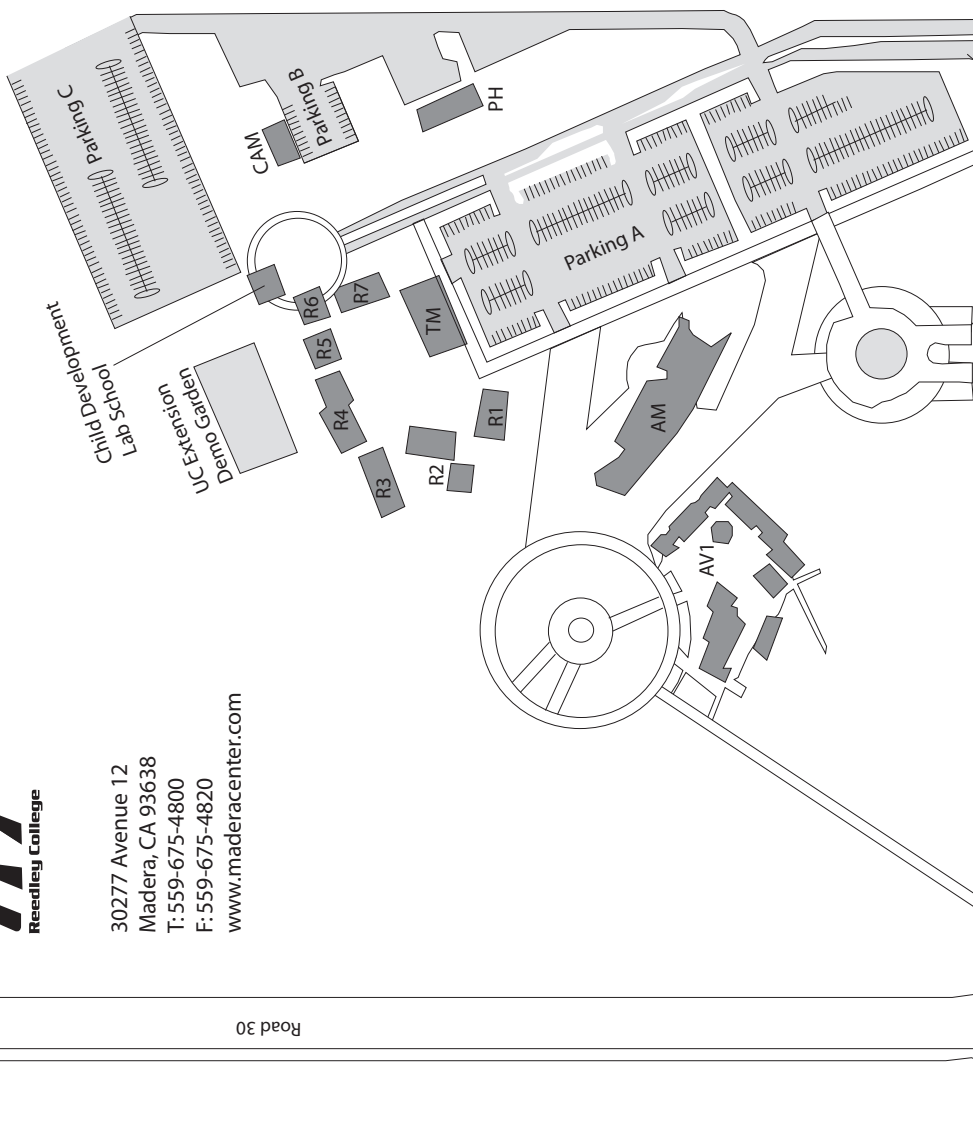 Reedley College
30277 Avenue 12
Madera, CA 93638
T: 559-675-4800
F: 559-675-4820
www.maderacenter.com
Road 30
Child Development
Lab School
UC Extension
Demo Garden
Parking C
Parking B
CAM
PH
Parking A
R6
R7
R5
R4
R3
R2
R1
TM
AM
AV1